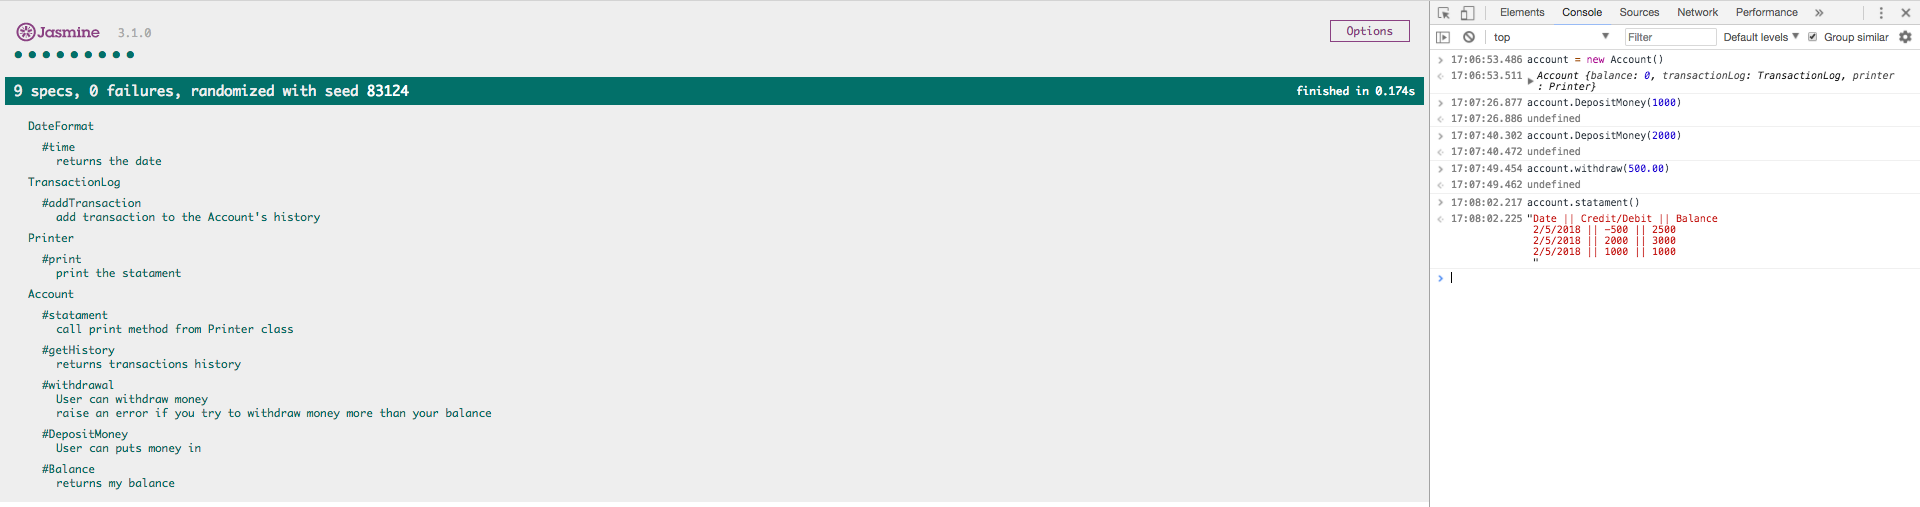 Jasmine 3.1.0
Options
9 specs, 0 failures, randomized with seed 83124
finished in 0.174s
DateFormat
#time
returns the date
TransactionLog
#addTransaction
add transaction to the Account's history
Printer
#print
print the statament
Account
#statament
call print method from Printer class
#getHistory
returns transactions history
#withdrawal
User can withdraw money
raise an error if you try to withdraw money more than your balance
#DepositMoney
User can puts money in
#Balance
returns my balance
Elements Console Sources Network Performance »
top Filter Default levels ▼ Group similar
17:06:53.486 account = new Account()
17:06:53.511 ▶ Account {balance: 0, transactionLog: TransactionLog, printer
: Printer}
17:07:26.877 account.DepositMoney(1000)
17:07:26.886 undefined
17:07:40.302 account.DepositMoney(2000)
17:07:40.472 undefined
17:07:49.454 account.withdraw(500.00)
17:07:49.462 undefined
17:08:02.217 account.statament()
17:08:02.225 "Date || Credit/Debit || Balance
2/5/2018 || -500 || 2500
2/5/2018 || 2000 || 3000
2/5/2018 || 1000 || 1000
"